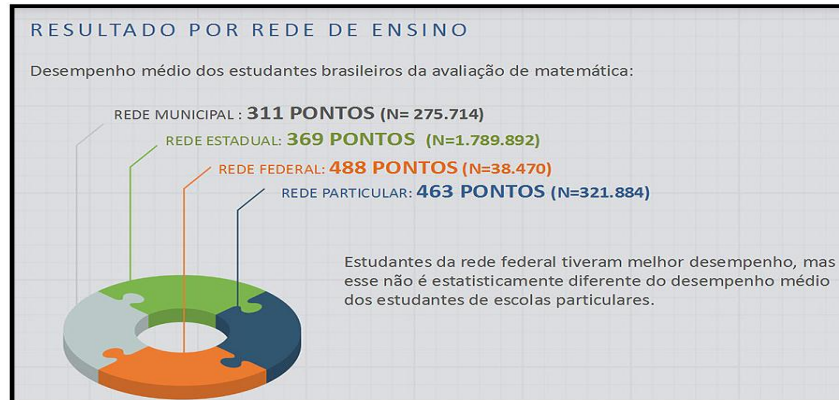 RESULTADO POR REDE DE ENSINO
Desempenho médio dos estudantes brasileiros da avaliação de matemática:
REDE MUNICIPAL : 311 PONTOS (N= 275.714)
REDE ESTADUAL: 369 PONTOS (N=1.789.892)
REDE FEDERAL: 488 PONTOS (N=38.470)
REDE PARTICULAR: 463 PONTOS (N=321.884)
Estudantes da rede federal tiveram melhor desempenho, mas
esse não é estatisticamente diferente do desempenho médio
dos estudantes de escolas particulares.